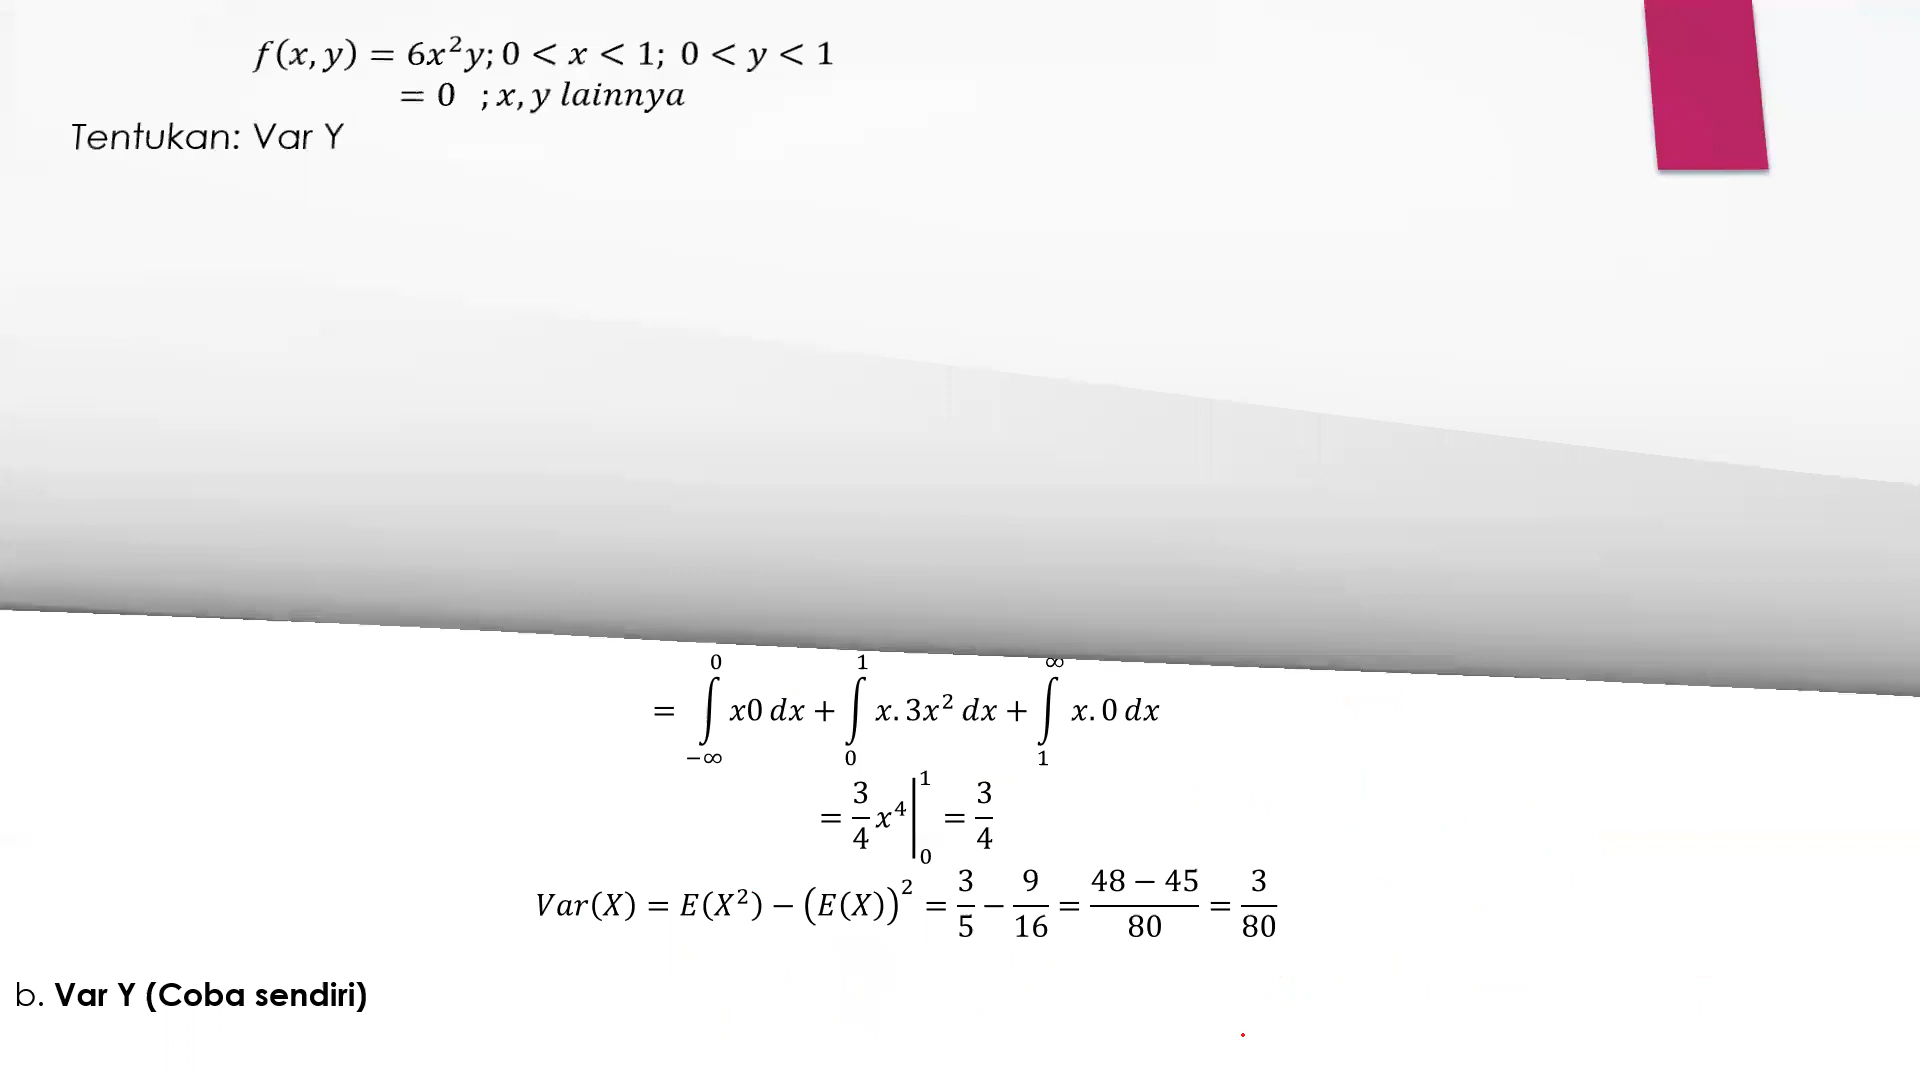 f(x, y) = 6x²y; 0 < x < 1; 0 < y < 1
= 0 ; x, y lainnya
Tentukan: Var Y
= ∫_{-∞}^{0} x0 dx + ∫_{0}^{1} x. 3x² dx + ∫_{1}^{∞} x. 0 dx
= 3/4 x⁴ |_{0}^{1} = 3/4
Var(X) = E(X²) − (E(X))² = 3/5 − 9/16 = (48 − 45)/80 = 3/80
b. Var Y (Coba sendiri)